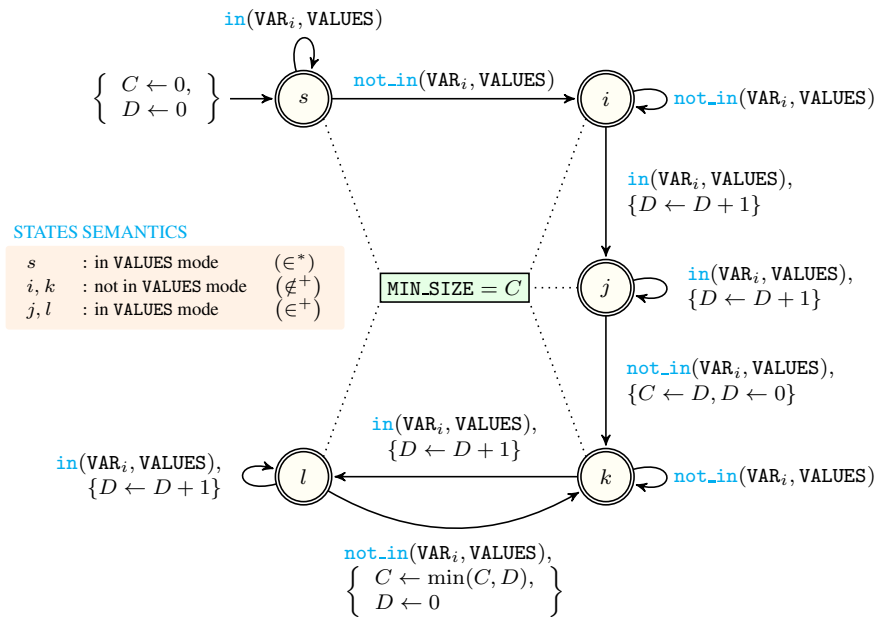 in(VAR_i, VALUES)
{ C ← 0,
D ← 0 }
s
not_in(VAR_i, VALUES)
i
not_in(VAR_i, VALUES)
in(VAR_i, VALUES),
{D ← D + 1}
STATES SEMANTICS
s : in VALUES mode (∈*)
i, k : not in VALUES mode (∉⁺)
j, l : in VALUES mode (∈⁺)
MIN_SIZE = C
j
in(VAR_i, VALUES),
{D ← D + 1}
not_in(VAR_i, VALUES),
{C ← D, D ← 0}
in(VAR_i, VALUES),
{D ← D + 1}
in(VAR_i, VALUES),
{D ← D + 1}
l
k
not_in(VAR_i, VALUES)
not_in(VAR_i, VALUES),
{ C ← min(C, D),
D ← 0 }